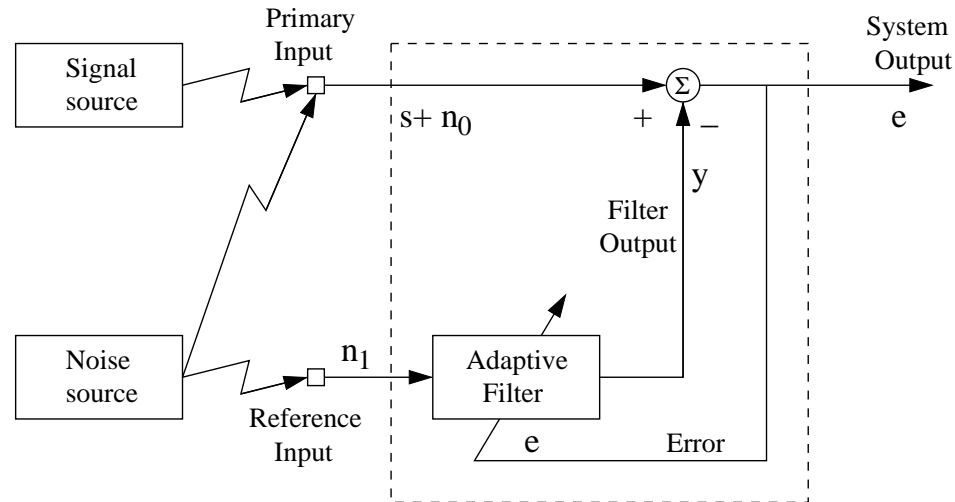 Signal
source
Primary
Input
s+ n₀
+
Σ
−
System
Output
e
y
Filter
Output
Noise
source
n₁
Reference
Input
Adaptive
Filter
e
Error